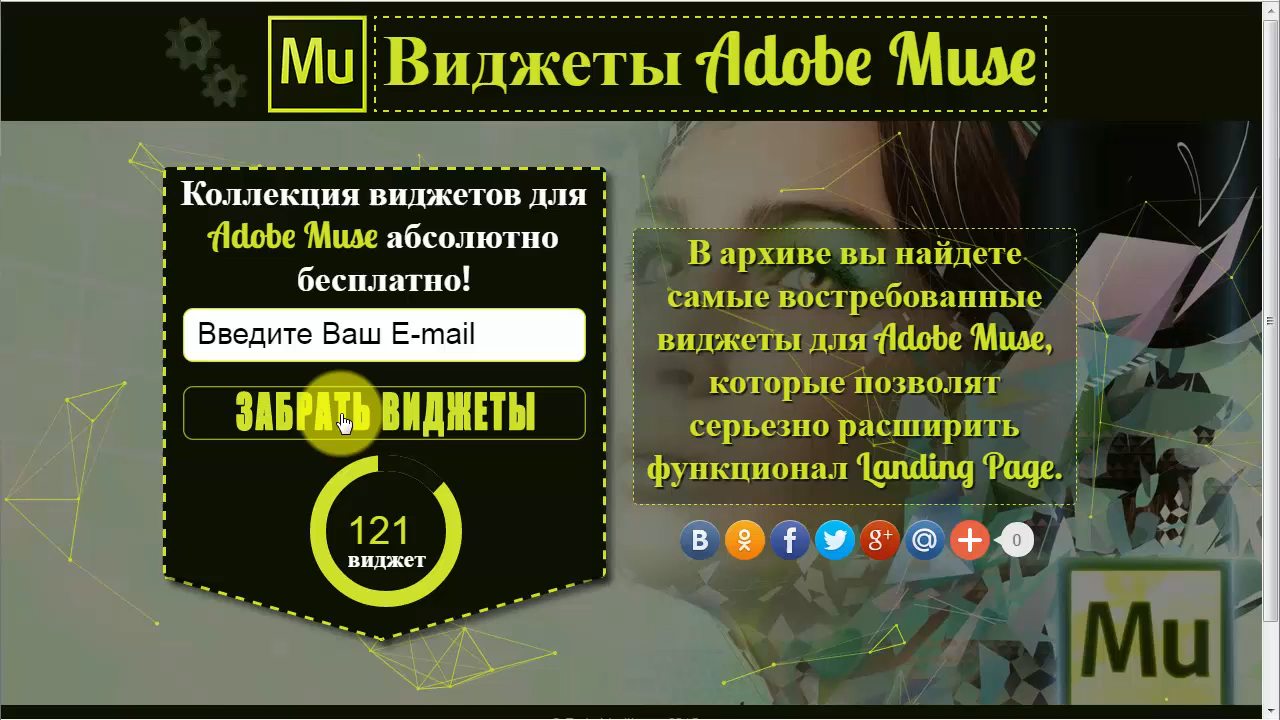 Mu
Виджеты Adobe Muse
Коллекция виджетов для
Adobe Muse абсолютно
бесплатно!
Введите Ваш E-mail
ЗАБРАТЬ ВИДЖЕТЫ
121
виджет
В архиве вы найдете
самые востребованные
виджеты для Adobe Muse,
которые позволят
серьезно расширить
функционал Landing Page.
0
Mu